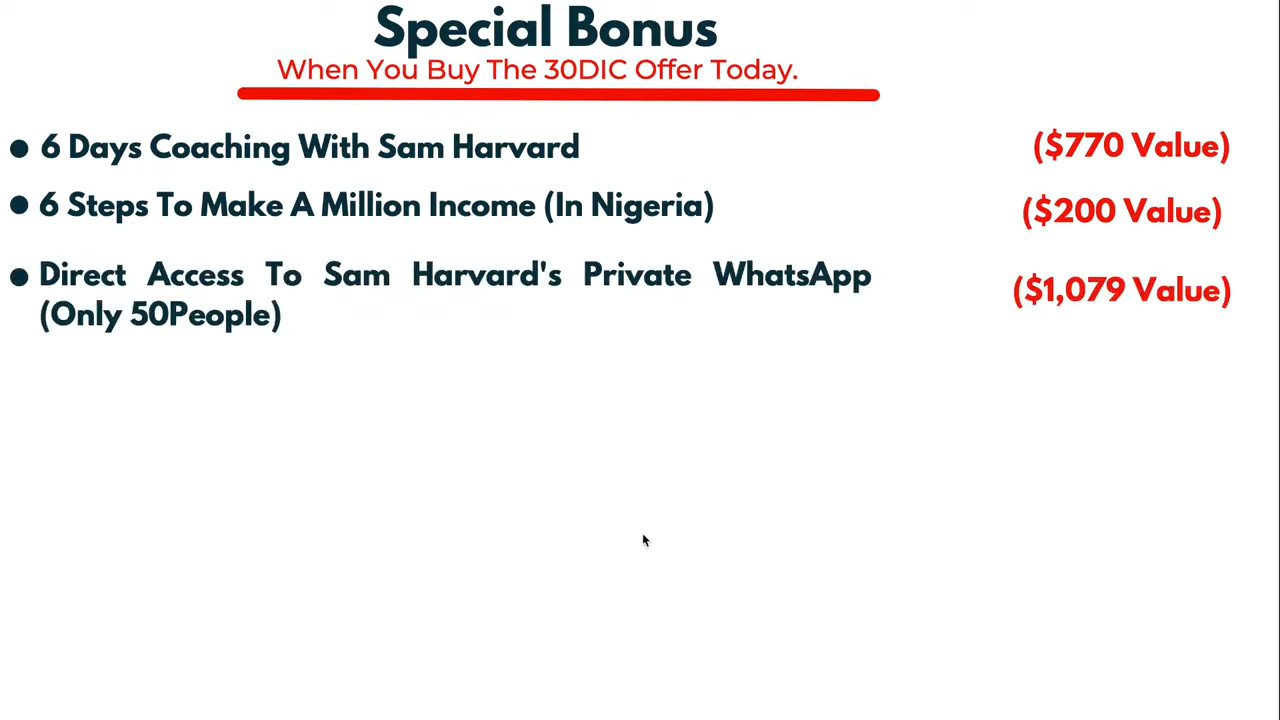 Special Bonus
When You Buy The 30DIC Offer Today.
6 Days Coaching With Sam Harvard ($770 Value)
6 Steps To Make A Million Income (In Nigeria) ($200 Value)
Direct Access To Sam Harvard's Private WhatsApp ($1,079 Value)
(Only 50People)